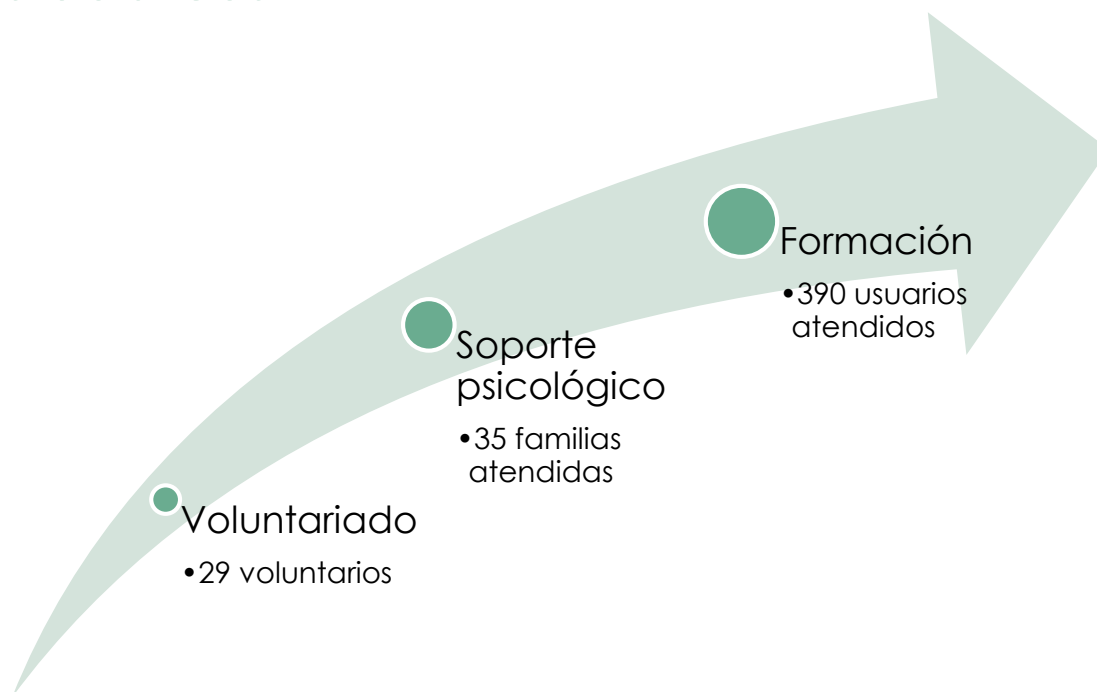 Formación
•390 usuarios
atendidos
Soporte
psicológico
•35 familias
atendidas
Voluntariado
•29 voluntarios